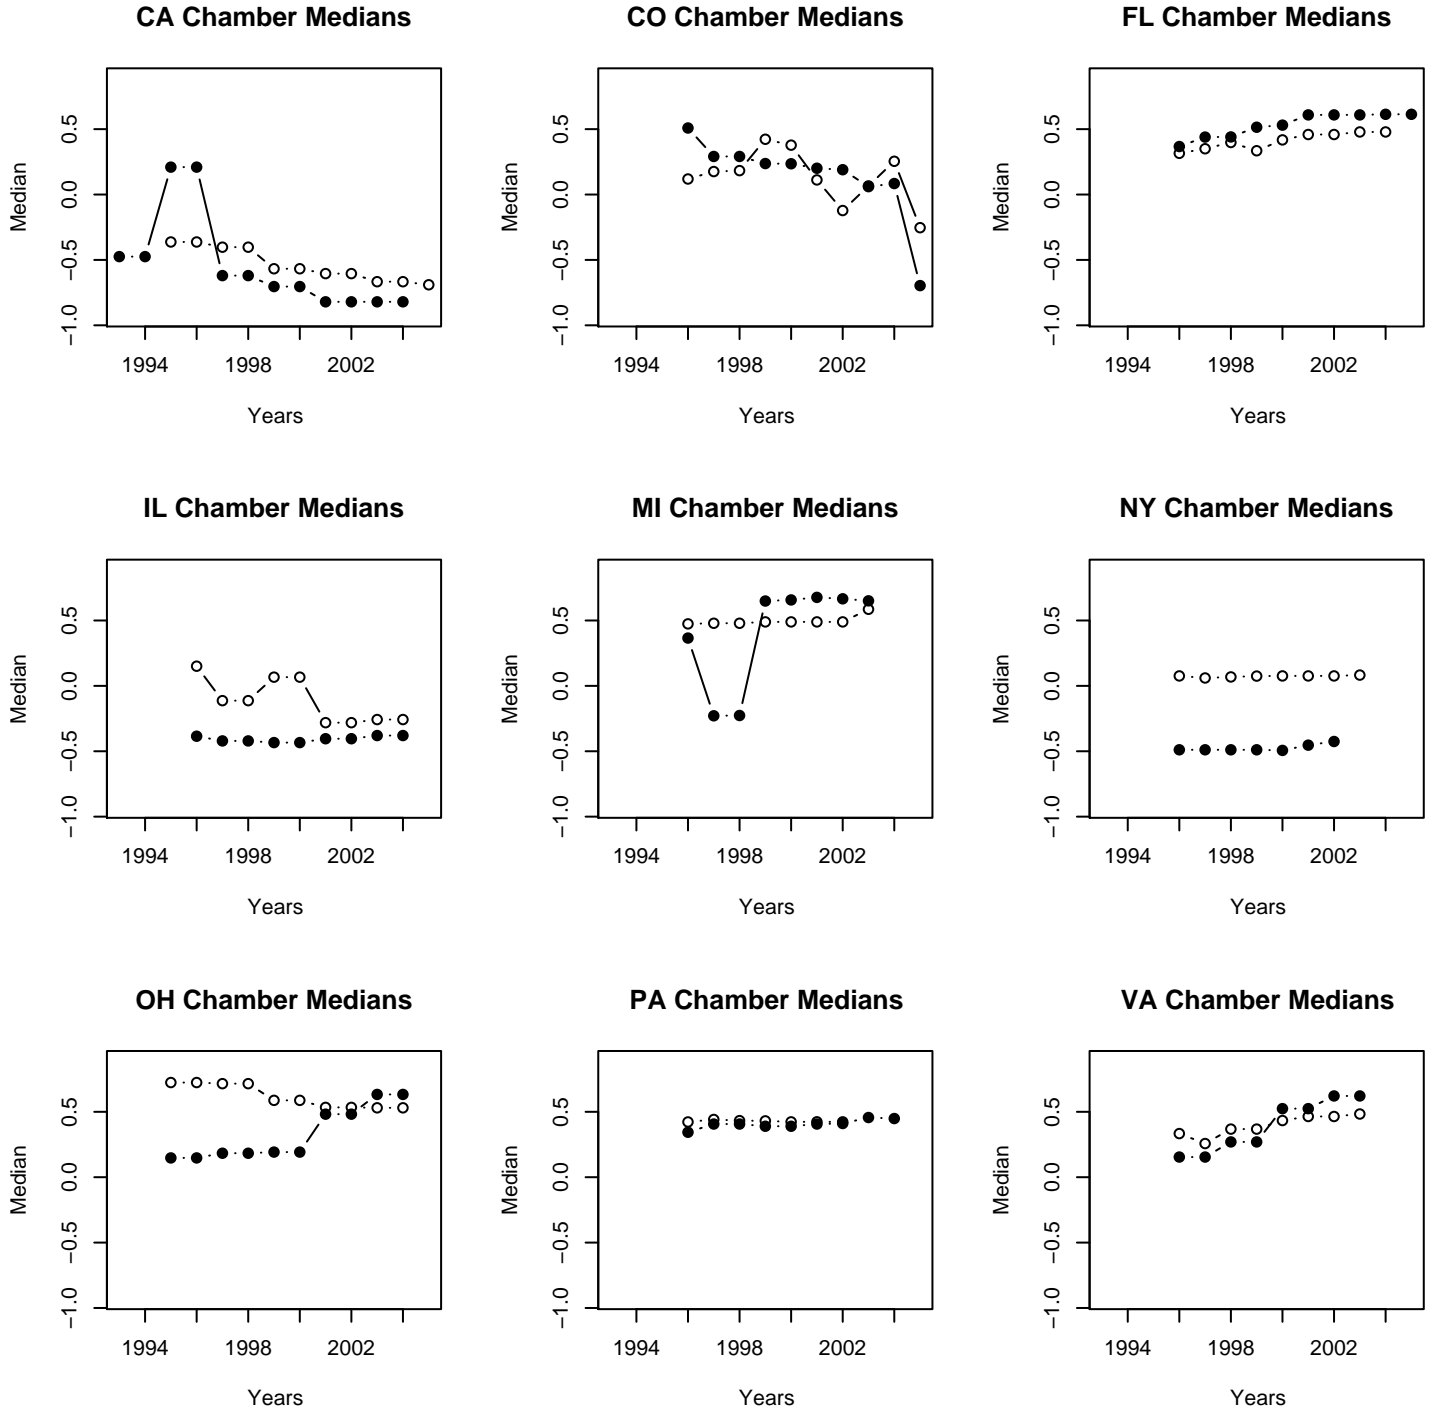 CA Chamber Medians
Median
0.5
0.0
−0.5
−1.0
1994 1998 2002
Years
CO Chamber Medians
Median
0.5
0.0
−0.5
−1.0
1994 1998 2002
Years
FL Chamber Medians
Median
0.5
0.0
−0.5
−1.0
1994 1998 2002
Years
IL Chamber Medians
Median
0.5
0.0
−0.5
−1.0
1994 1998 2002
Years
MI Chamber Medians
Median
0.5
0.0
−0.5
−1.0
1994 1998 2002
Years
NY Chamber Medians
Median
0.5
0.0
−0.5
−1.0
1994 1998 2002
Years
OH Chamber Medians
Median
0.5
0.0
−0.5
−1.0
1994 1998 2002
Years
PA Chamber Medians
Median
0.5
0.0
−0.5
−1.0
1994 1998 2002
Years
VA Chamber Medians
Median
0.5
0.0
−0.5
−1.0
1994 1998 2002
Years